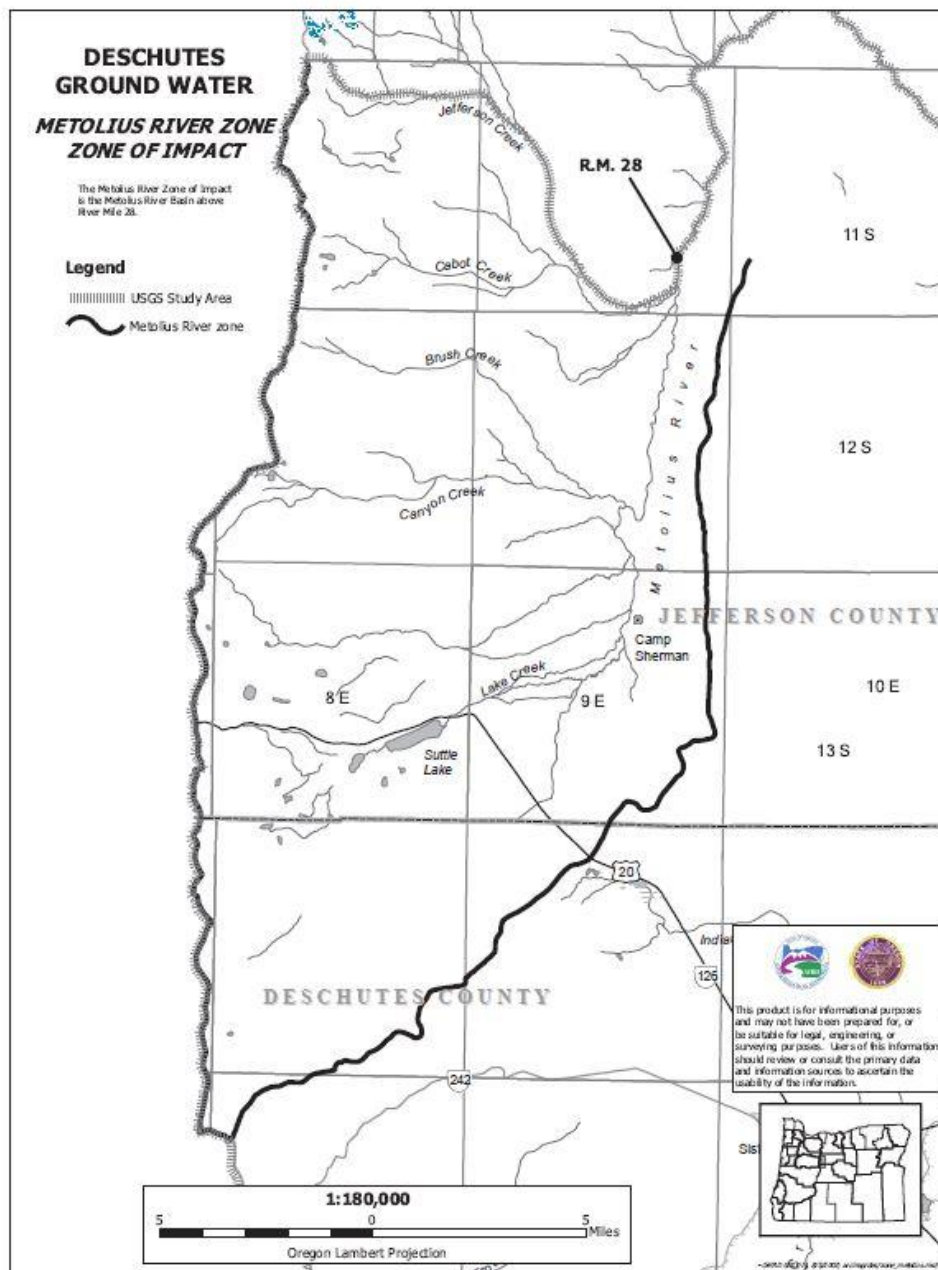 DESCHUTES
GROUND WATER
METOLIUS RIVER ZONE
ZONE OF IMPACT
The Metolius River Zone of Impact
is the Metolius River Basin above
River Mile 28.
Legend
USGS Study Area
Metolius River zone
Jefferson Creek
R.M. 28
11 S
Cabot Creek
Brush Creek
Metolius River
12 S
Canyon Creek
JEFFERSON COUNTY
Camp
Sherman
Lake Creek
8 E
9 E
10 E
13 S
Suttle
Lake
20
126
DESCHUTES COUNTY
242
This product is for informational purposes
and may not have been prepared for, or
be suitable for legal, engineering, or
surveying purposes. Users of this information
should review or consult the primary data
and information sources to ascertain the
usability of the information.
1:180,000
5 0 5
Miles
Oregon Lambert Projection